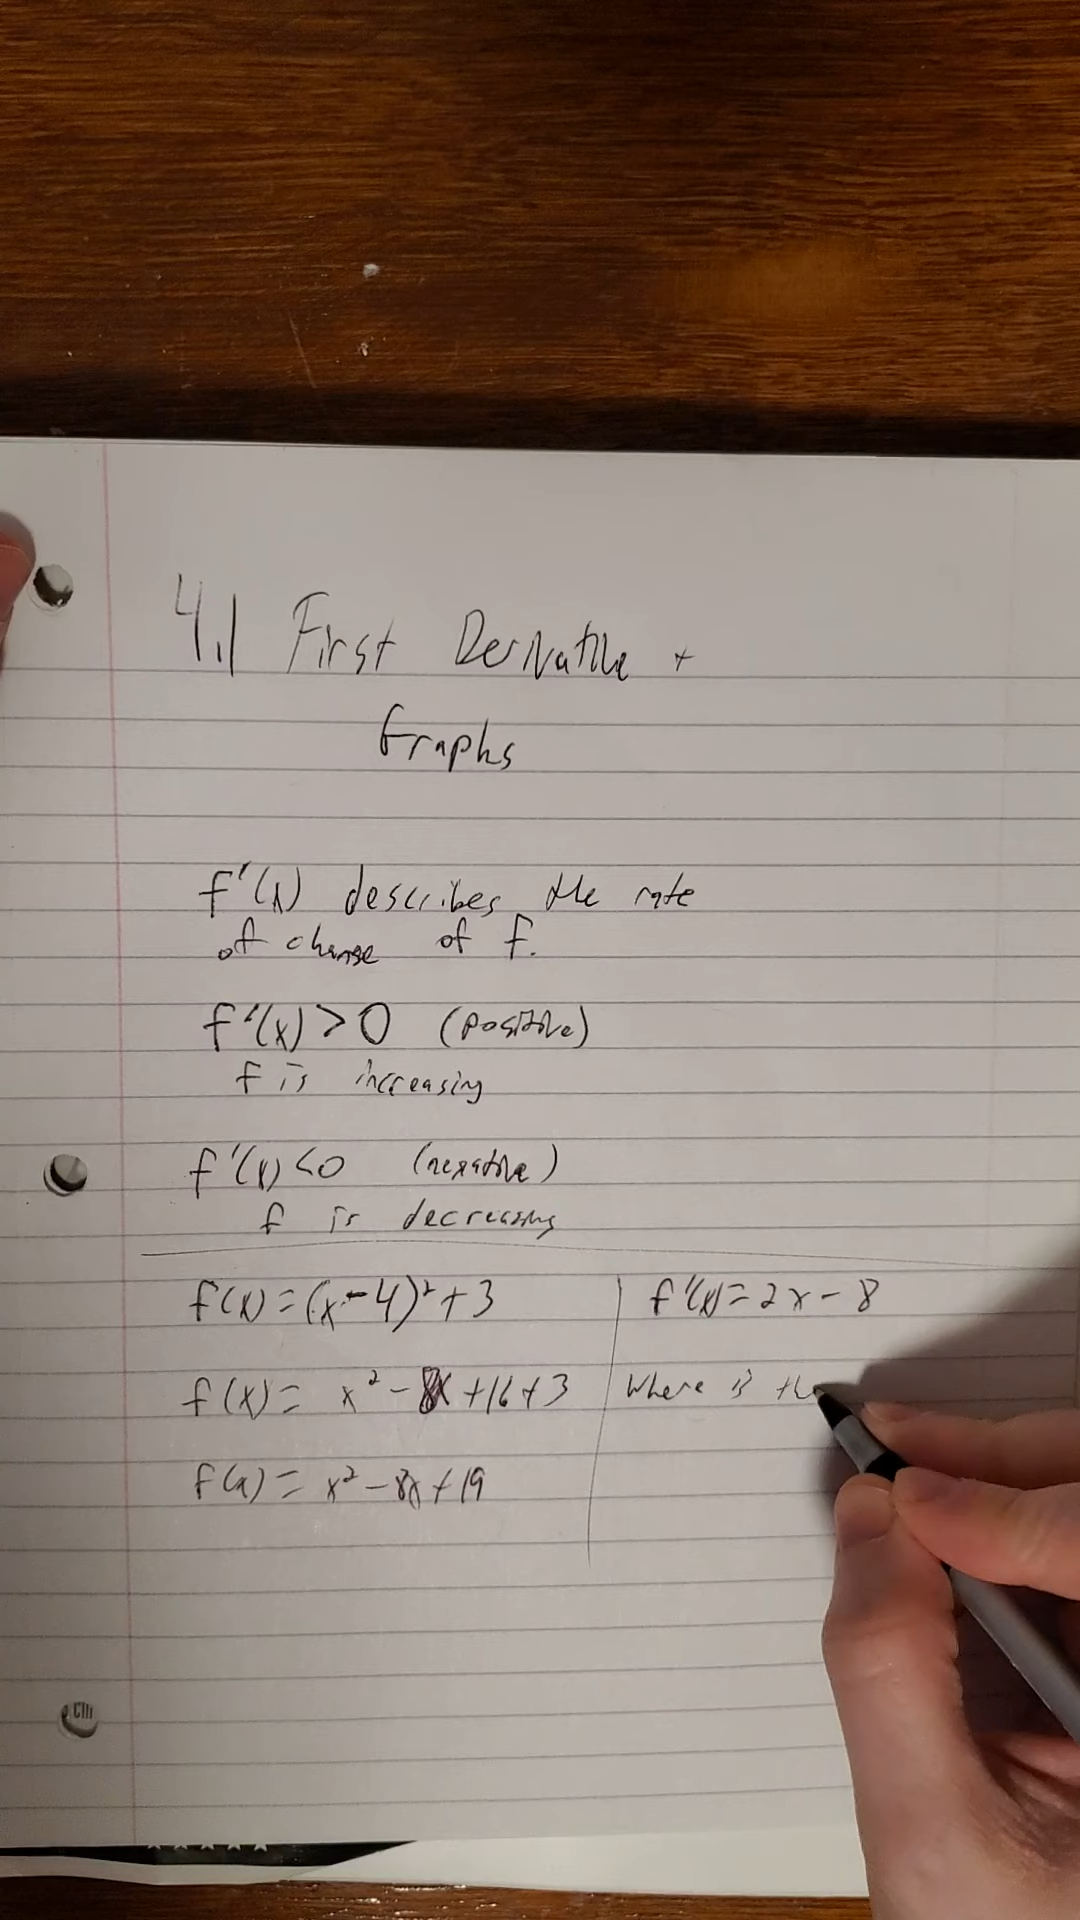 4.1 First Derivative +
Graphs
f'(x) describes the rate
of change of f.
f'(x) > 0 (positive)
f is increasing
f'(x) < 0 (negative)
f is decreasing
f(x) = (x-4)² + 3
f(x) = x² - 8x + 16 + 3
f(x) = x² - 8x + 19
f'(x) = 2x - 8
Where is th